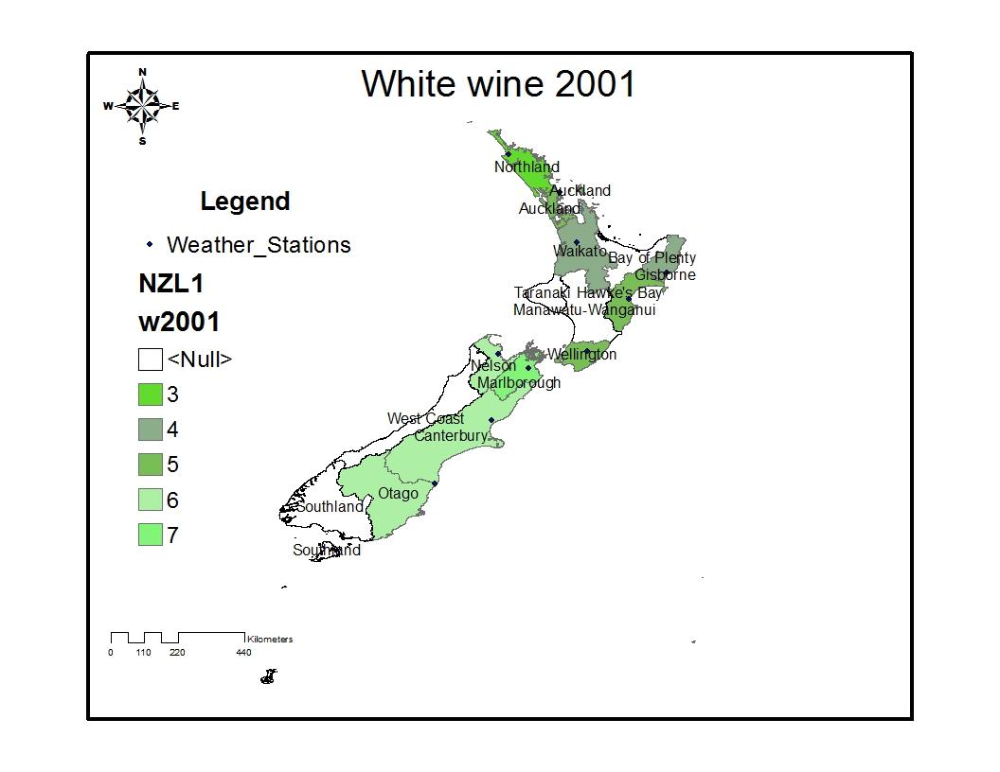 White wine 2001
N
W E
S
Legend
Weather_Stations
NZL1
w2001
<Null>
3
4
5
6
7
Northland
Auckland
Auckland
Waikato
Bay of Plenty
Gisborne
Taranaki Hawke's Bay
Manawatu-Wanganui
Wellington
Nelson
Marlborough
West Coast
Canterbury
Otago
Southland
Southland
Kilometers
0 110 220 440